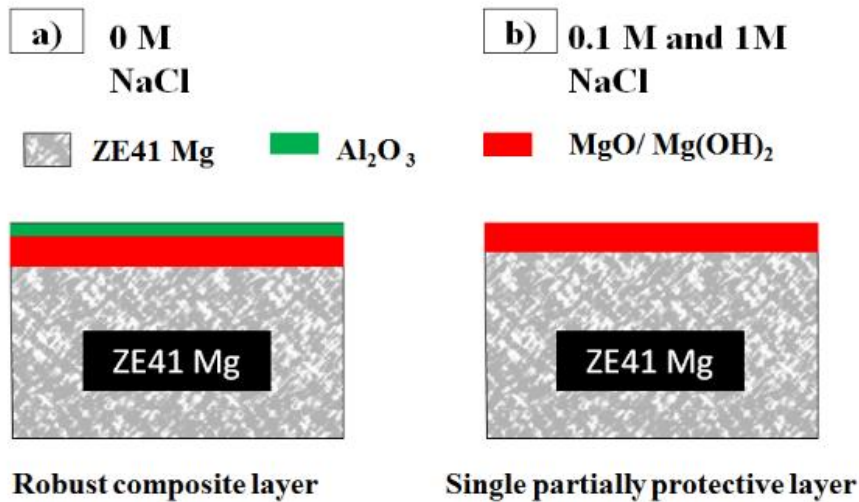 a) 0 M
NaCl
b) 0.1 M and 1M
NaCl
ZE41 Mg
Al₂O₃
MgO/ Mg(OH)₂
ZE41 Mg
ZE41 Mg
Robust composite layer
Single partially protective layer